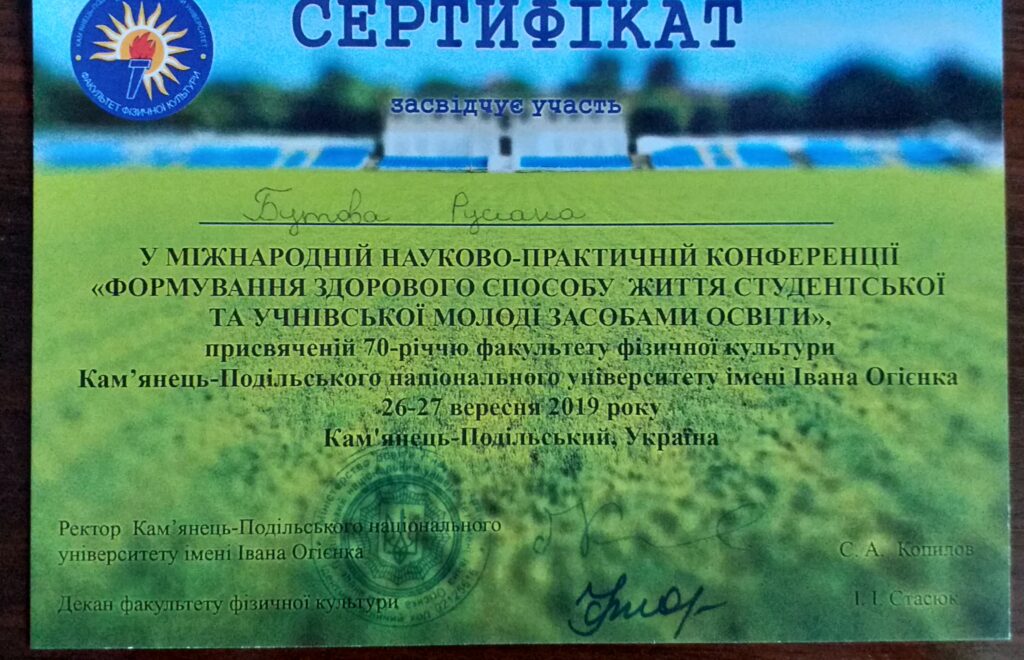 СЕРТИФІКАТ
ФАКУЛЬТЕТ ФІЗИЧНОЇ КУЛЬТУРИ
засвідчує участь
Бутова Руслана
У МІЖНАРОДНІЙ НАУКОВО-ПРАКТИЧНІЙ КОНФЕРЕНЦІЇ
«ФОРМУВАННЯ ЗДОРОВОГО СПОСОБУ ЖИТТЯ СТУДЕНТСЬКОЇ
ТА УЧНІВСЬКОЇ МОЛОДІ ЗАСОБАМИ ОСВІТИ»,
присвяченій 70-річчю факультету фізичної культури
Кам’янець-Подільського національного університету імені Івана Огієнка
26-27 вересня 2019 року
Кам'янець-Подільський, Україна
Ректор Кам’янець-Подільського національного
університету імені Івана Огієнка
С. А. Копилов
Декан факультету фізичної культури
І. І. Стасюк